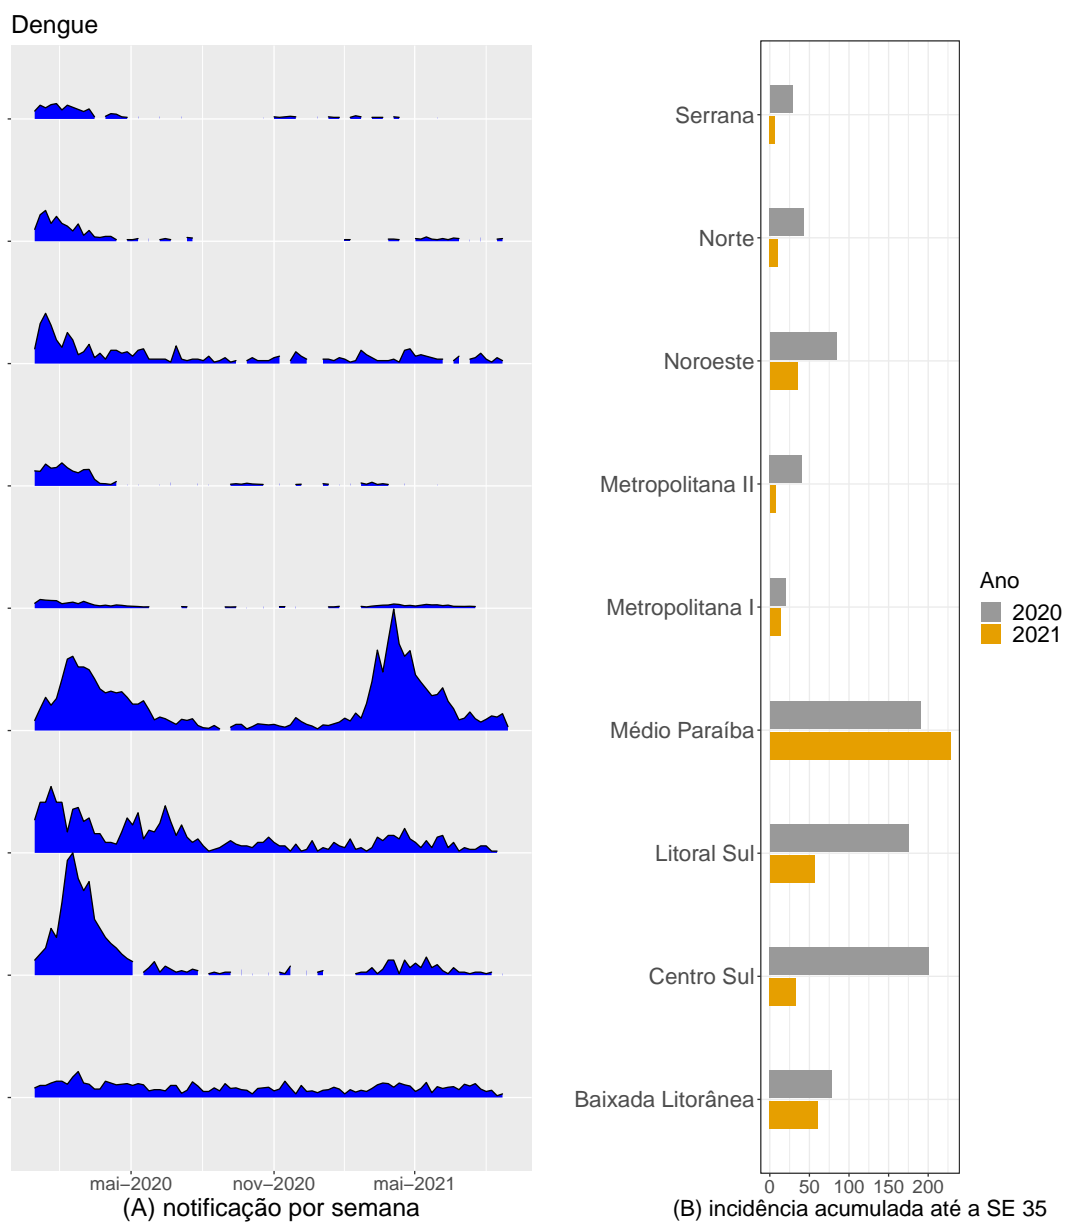 Dengue
mai–2020
nov–2020
mai–2021
(A) notificação por semana
Serrana
Norte
Noroeste
Metropolitana II
Metropolitana I
Médio Paraíba
Litoral Sul
Centro Sul
Baixada Litorânea
0
50
100
150
200
(B) incidência acumulada até a SE 35
Ano
2020
2021